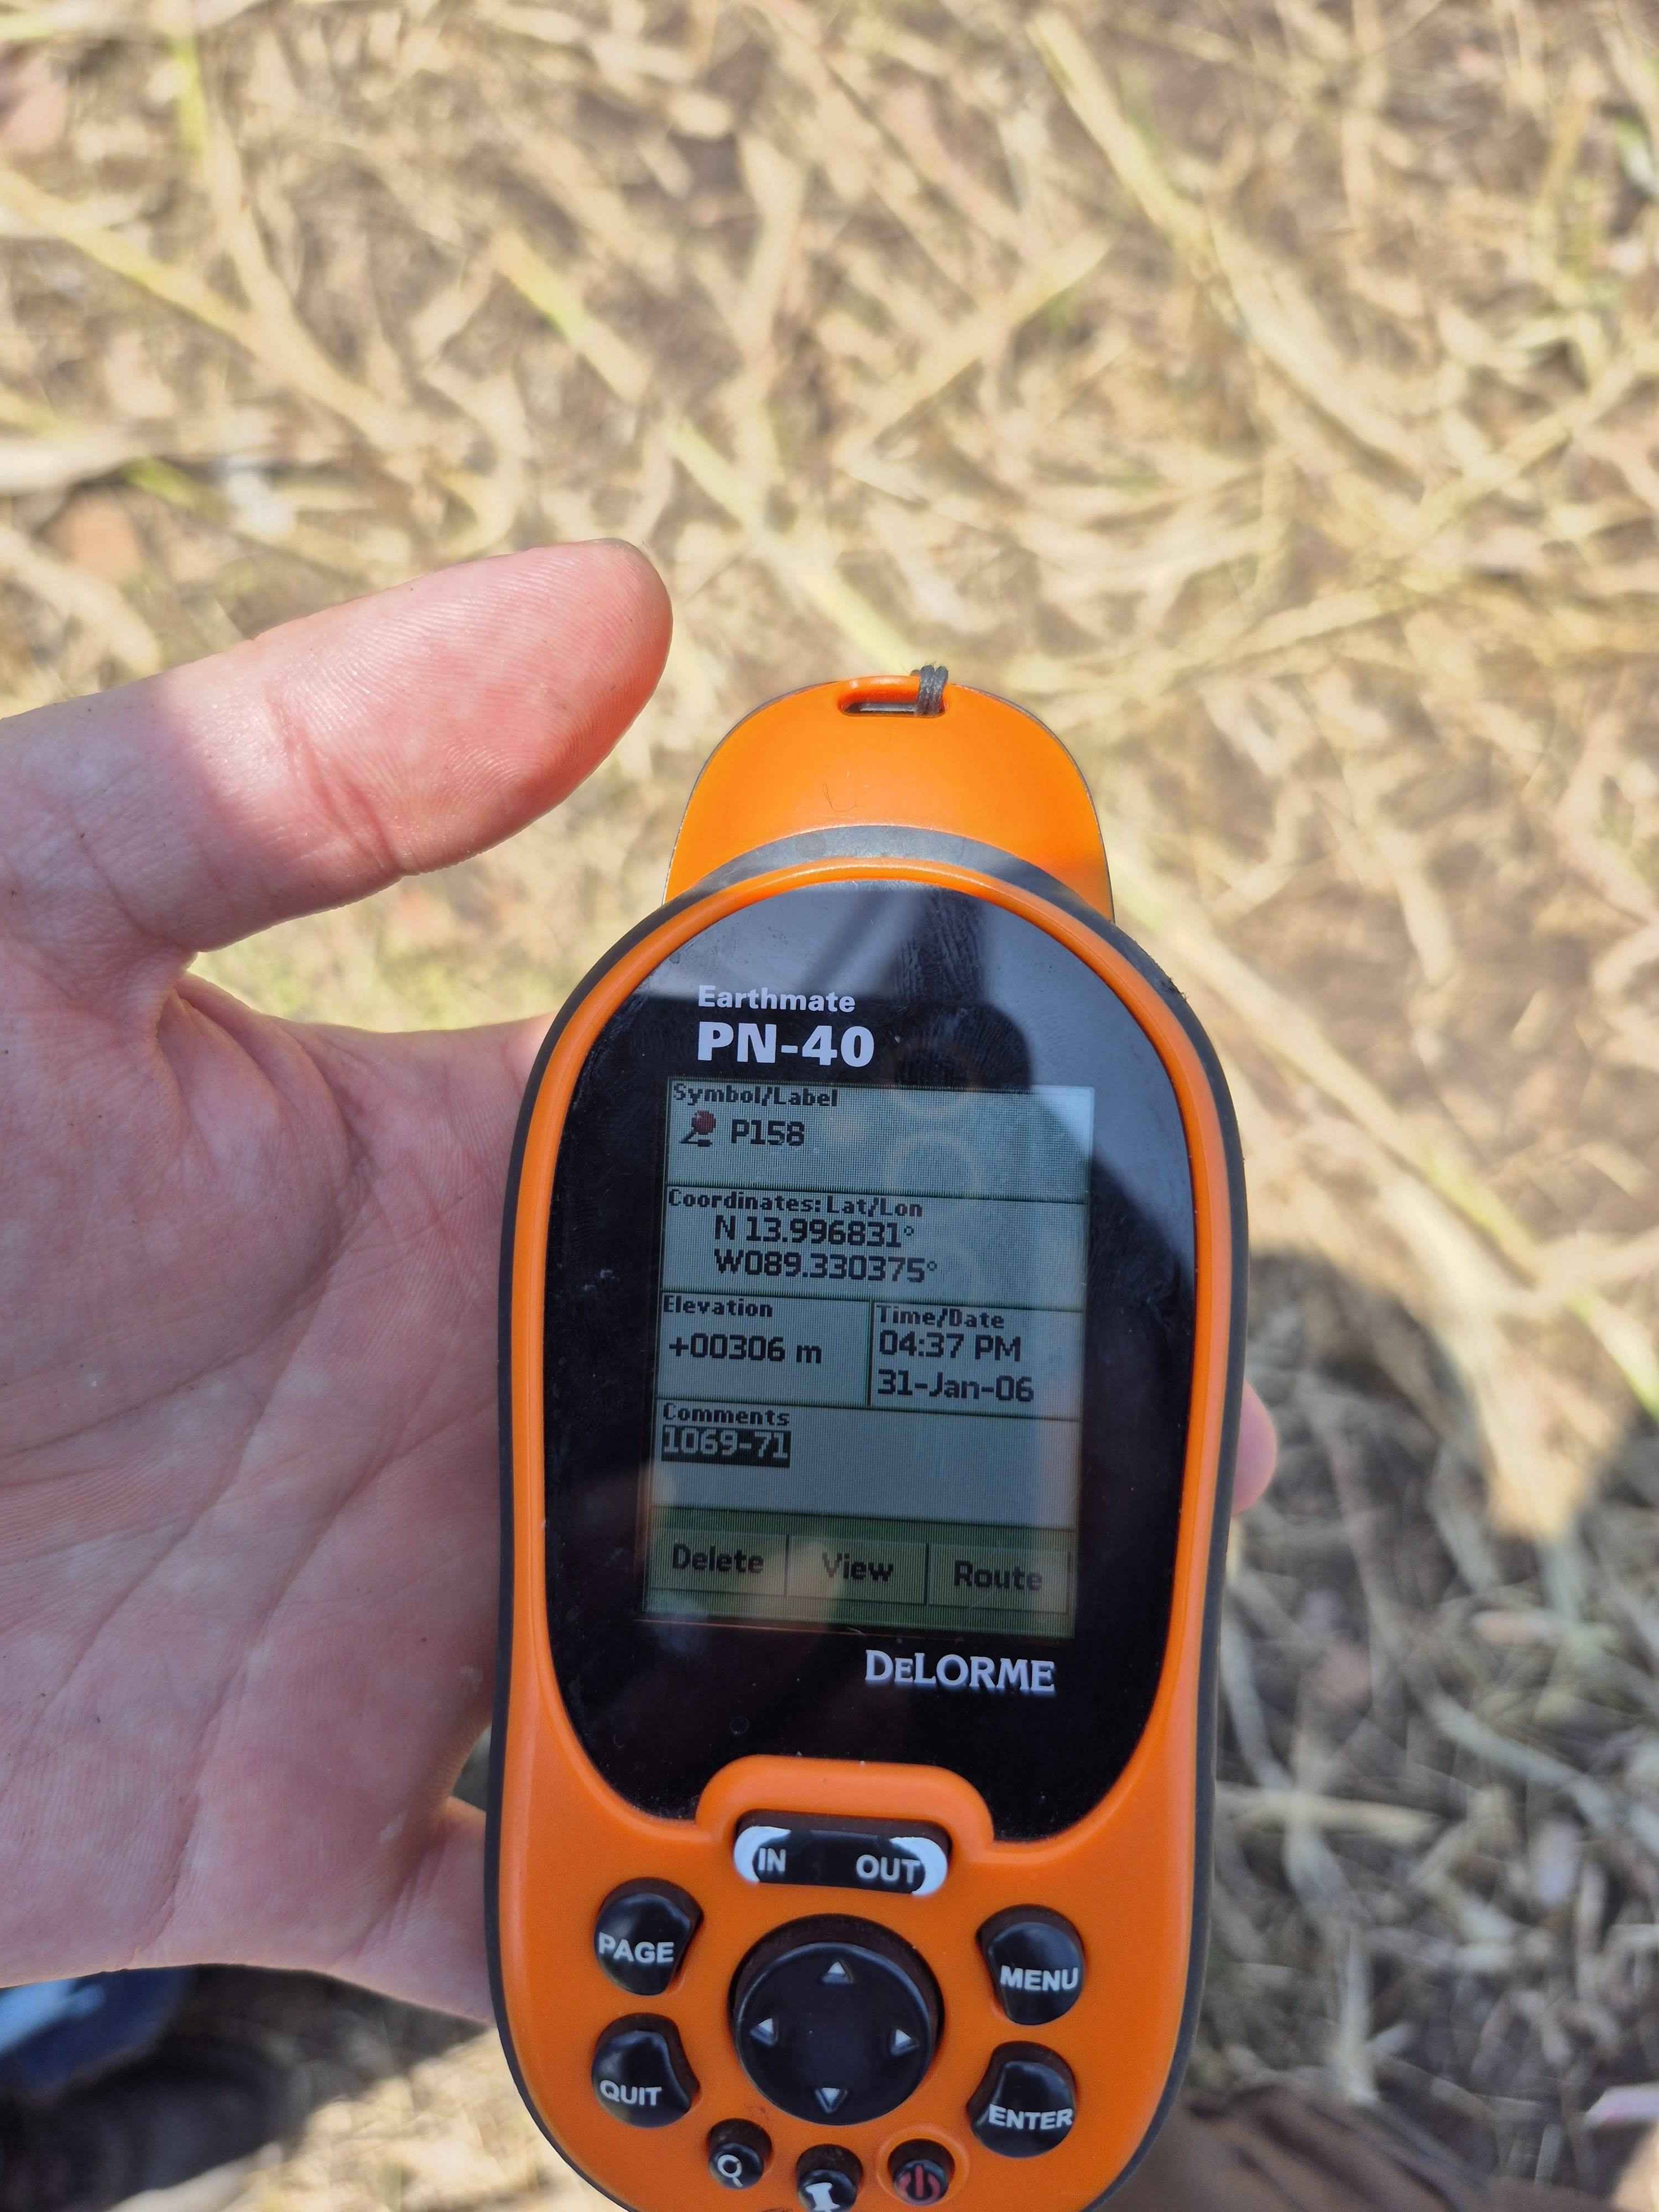 Earthmate
PN-40
Symbol/Label
P158
Coordinates: Lat/Lon
N 13.996831°
W089.330375°
Elevation
+00306 m
Time/Date
04:37 PM
31-Jan-06
Comments
1069-71
Delete View Route
DELORME
IN OUT
PAGE
MENU
QUIT
ENTER